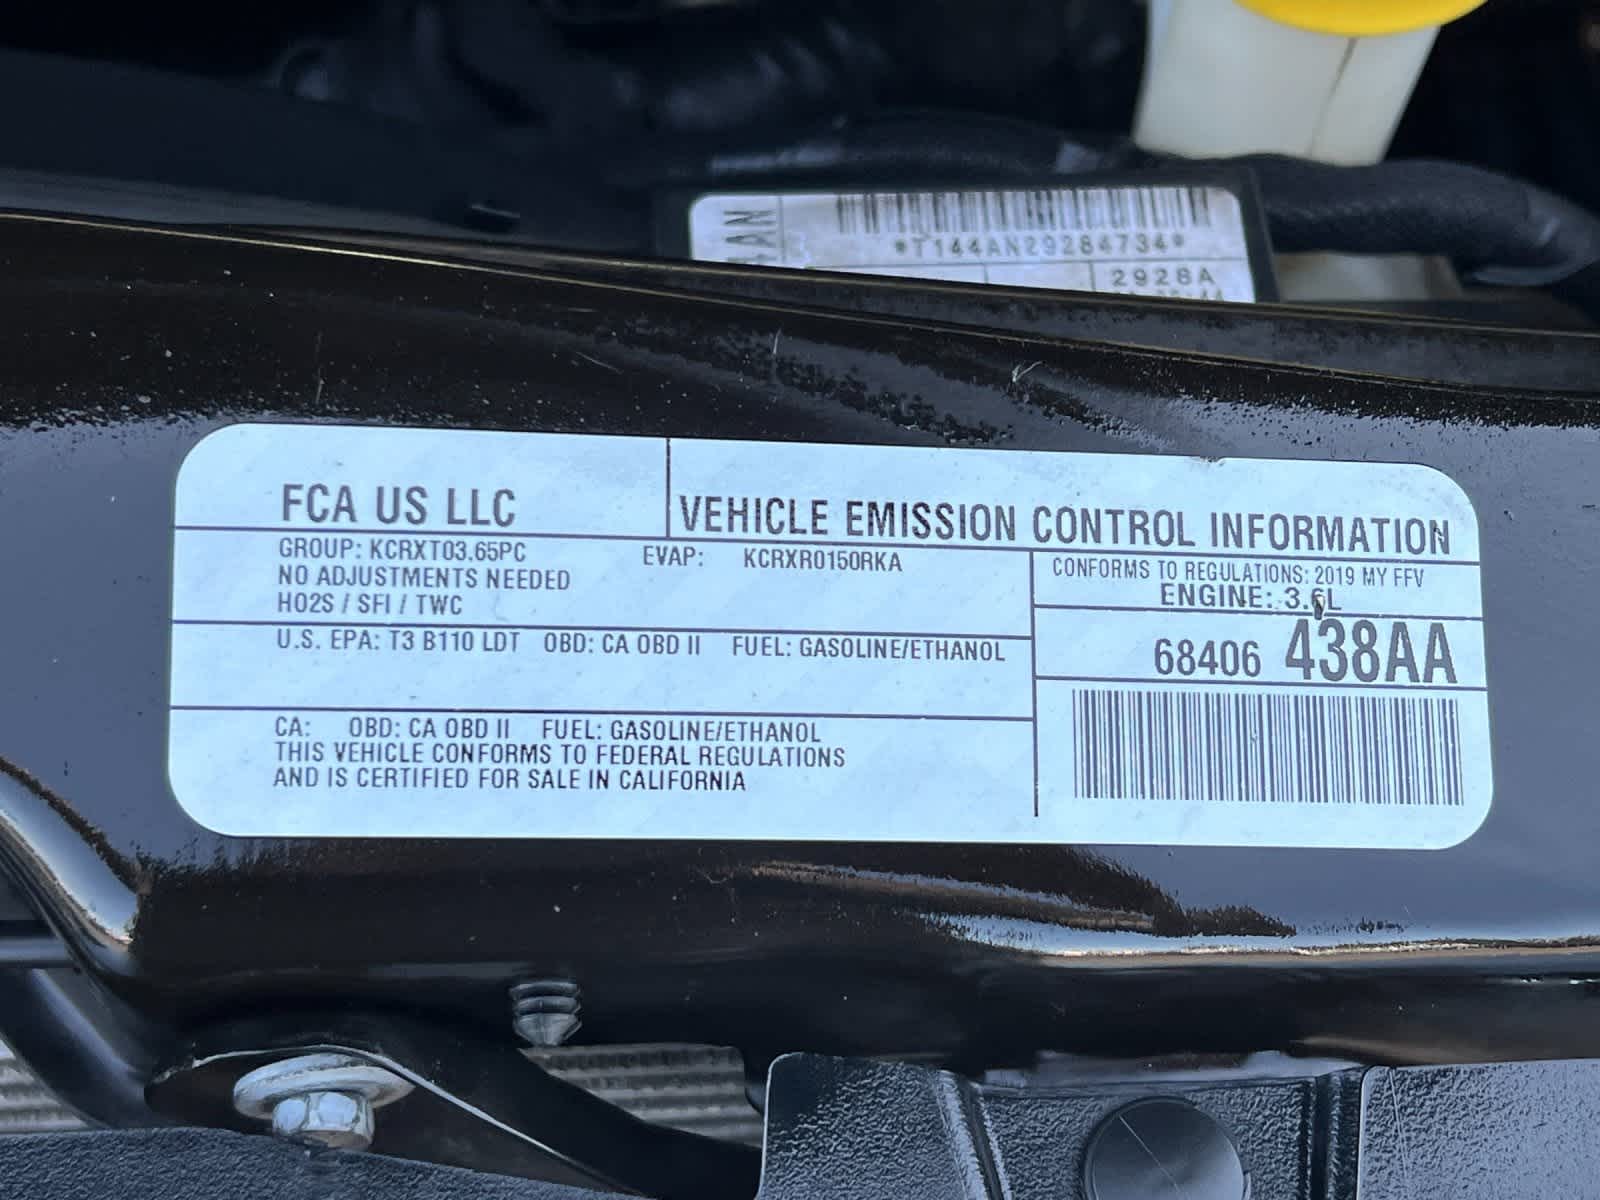 4AN
*T144AN29284734*
2928A
FCA US LLC
VEHICLE EMISSION CONTROL INFORMATION
GROUP: KCRXT03.65PC
EVAP: KCRXR0150RKA
NO ADJUSTMENTS NEEDED
HO2S / SFI / TWC
CONFORMS TO REGULATIONS: 2019 MY FFV
ENGINE: 3.6L
U.S. EPA: T3 B110 LDT OBD: CA OBD II FUEL: GASOLINE/ETHANOL
68406 438AA
CA: OBD: CA OBD II FUEL: GASOLINE/ETHANOL
THIS VEHICLE CONFORMS TO FEDERAL REGULATIONS
AND IS CERTIFIED FOR SALE IN CALIFORNIA